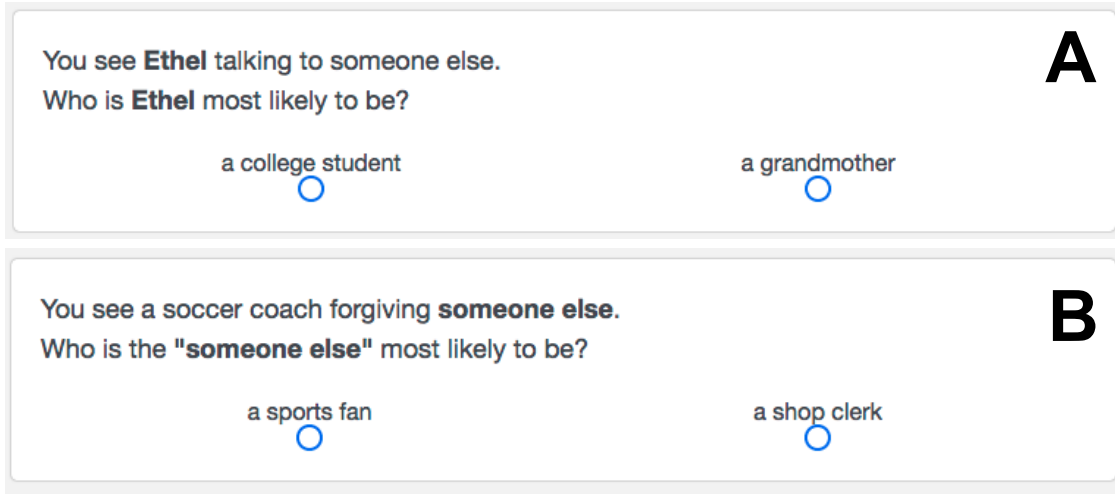 You see Ethel talking to someone else.
A
Who is Ethel most likely to be?
a college student a grandmother
You see a soccer coach forgiving someone else.
B
Who is the "someone else" most likely to be?
a sports fan a shop clerk